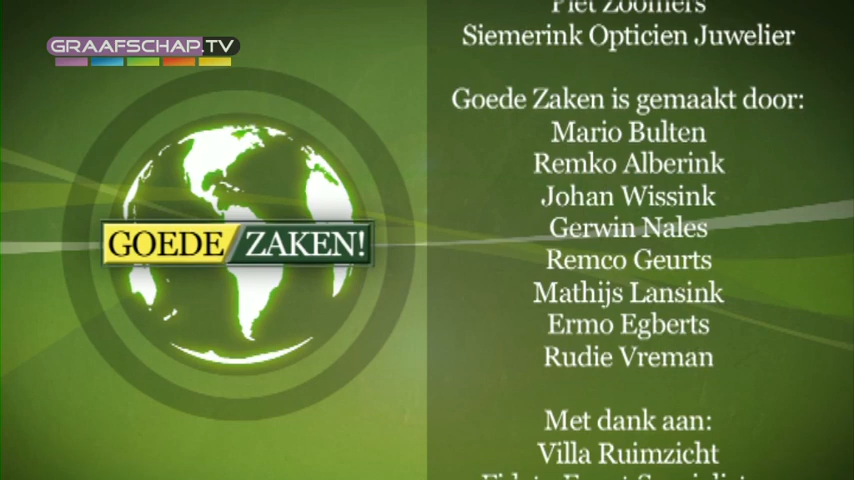 GRAAFSCHAP.TV
GOEDE ZAKEN!
Piet Zoomers
Siemerink Opticien Juwelier
Goede Zaken is gemaakt door:
Mario Bulten
Remko Alberink
Johan Wissink
Gerwin Nales
Remco Geurts
Mathijs Lansink
Ermo Egberts
Rudie Vreman
Met dank aan:
Villa Ruimzicht